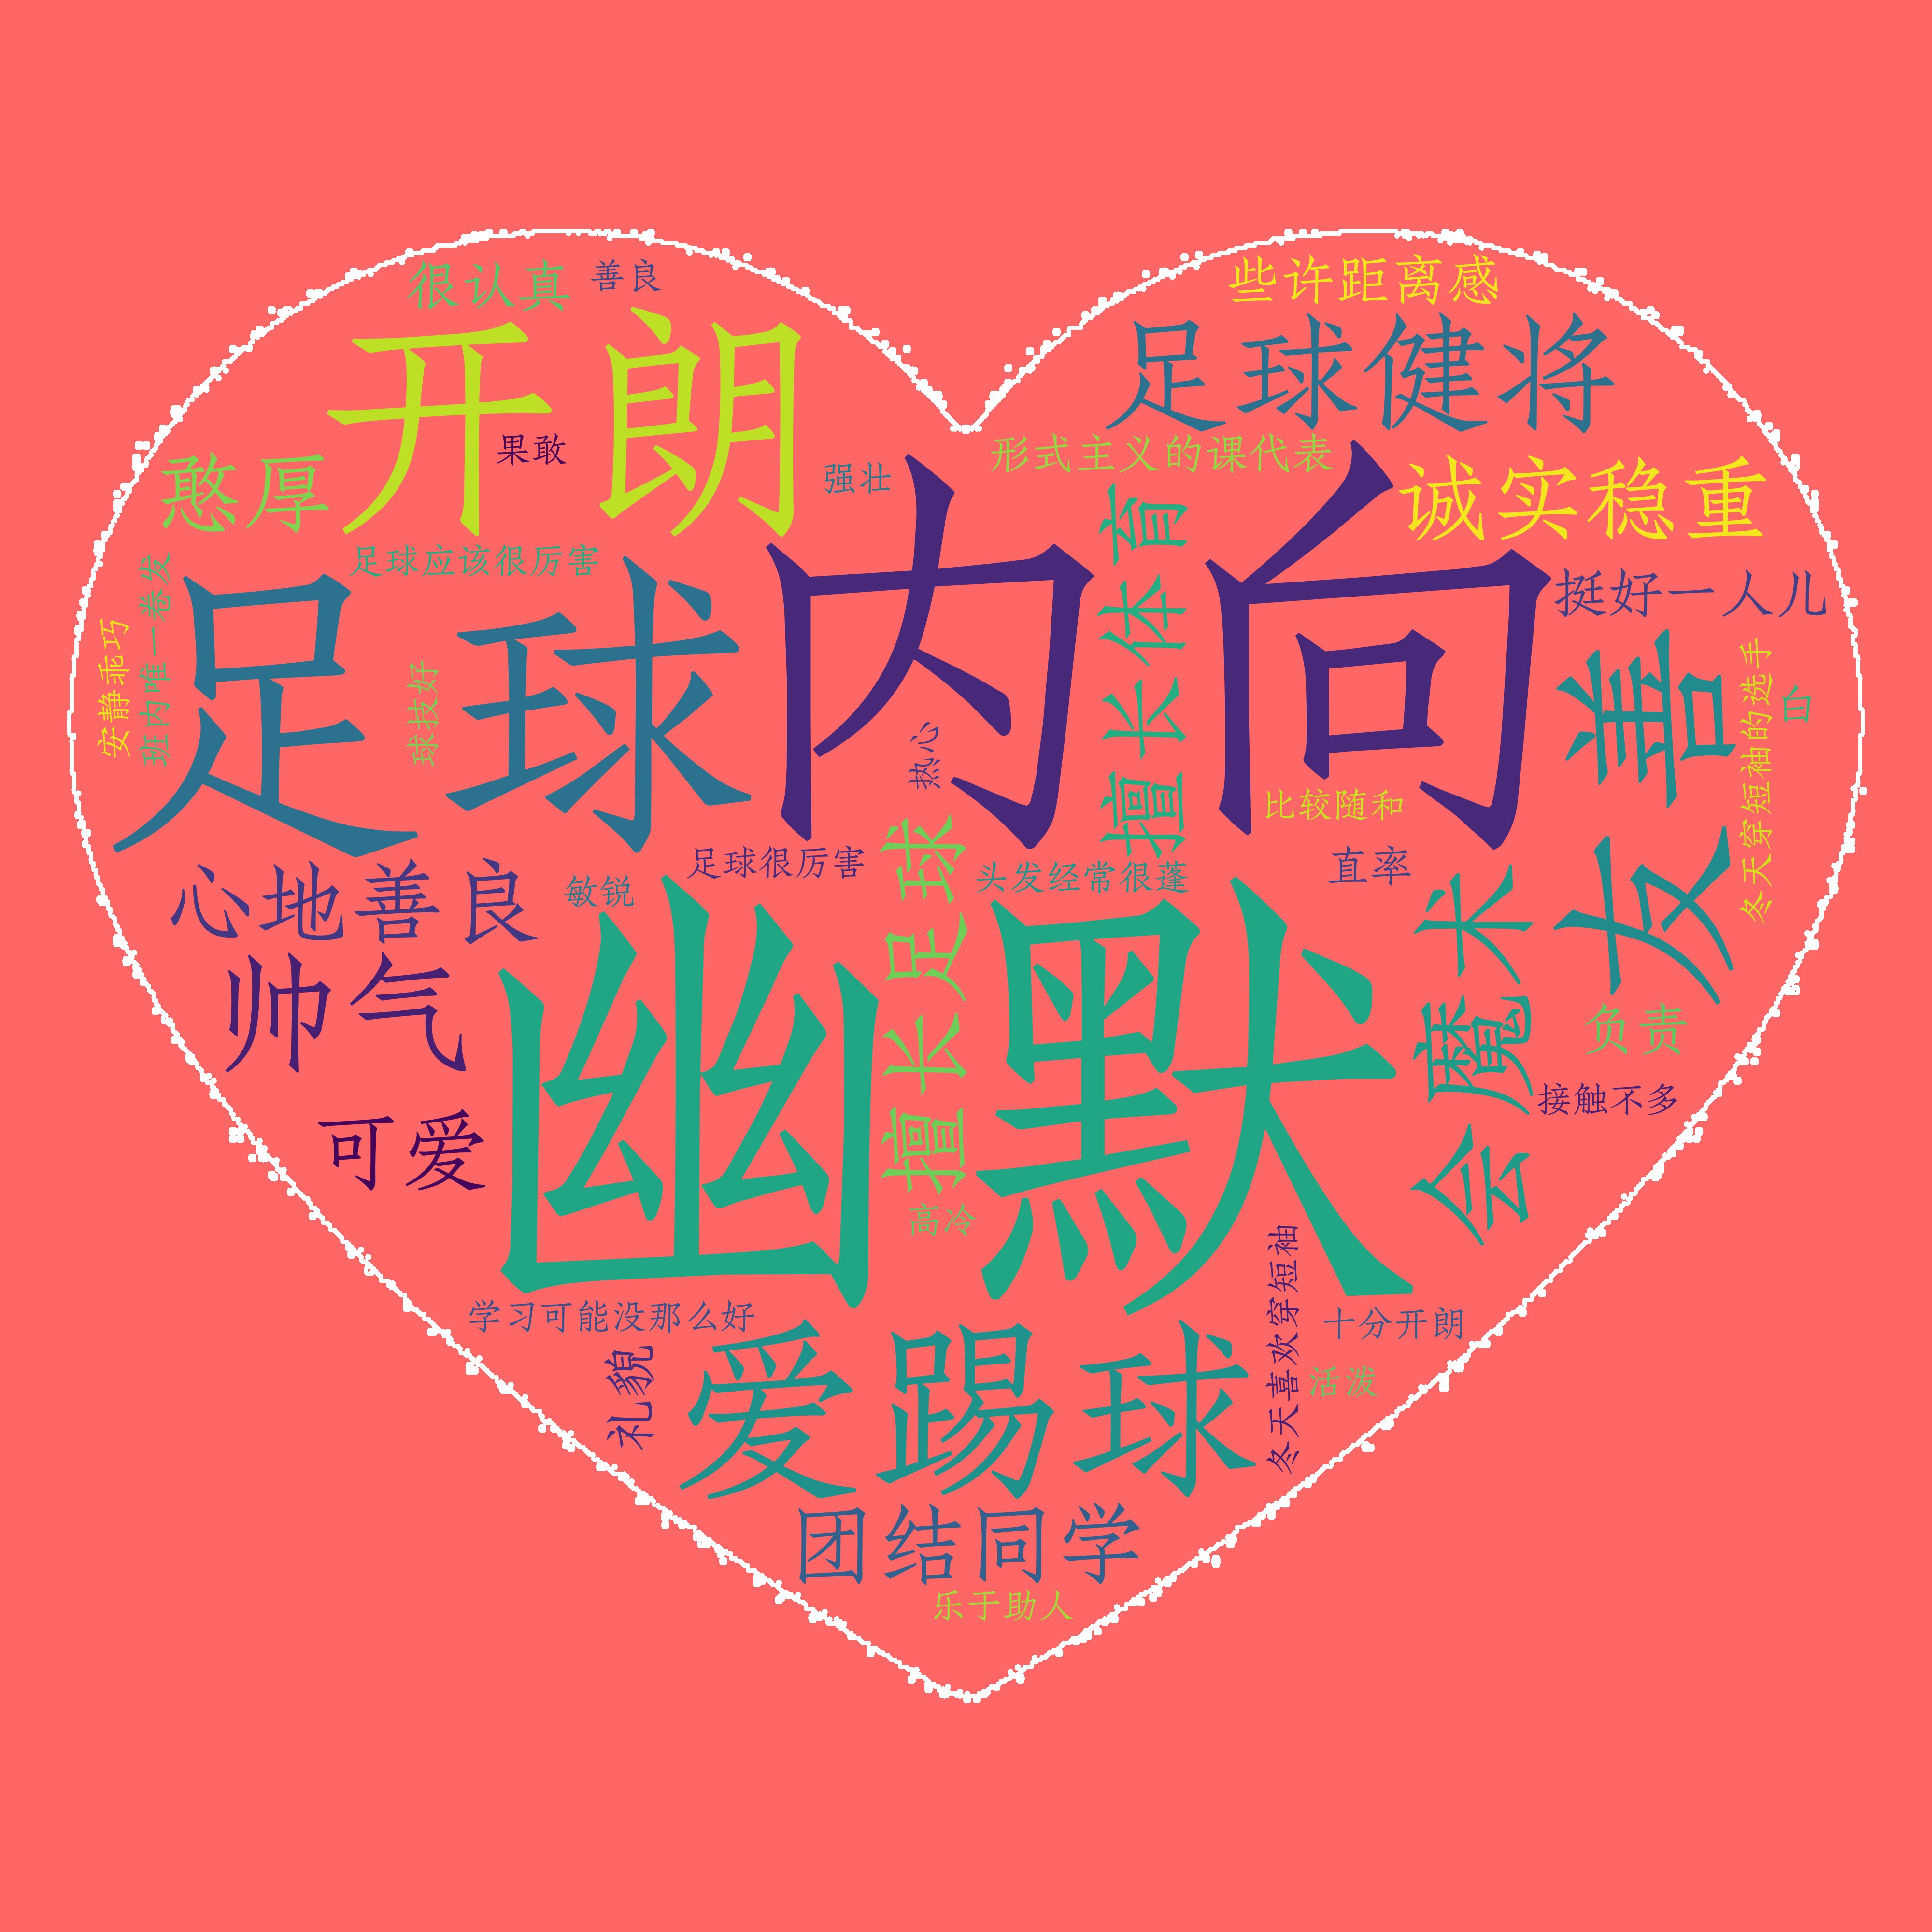 很认真
善良
些许距离感
开朗
足球健将
果敢
形式主义的课代表
憨厚
强壮
内向
诚实稳重
擅长体育
足球应该很厉害
班内唯一卷发
安静乖巧
足球
球技好
挺好一人儿
善友
冬天穿短袖的选手
白
热心
比较随和
足球很厉害
擅长足球
头发经常很蓬
直率
心地善良
敏锐
幽默
会魔术
帅气
负责
接触不多
可爱
高冷
学习可能没那么好
冬天喜欢穿短袖
十分开朗
礼貌
爱踢球
活泼
团结同学
乐于助人